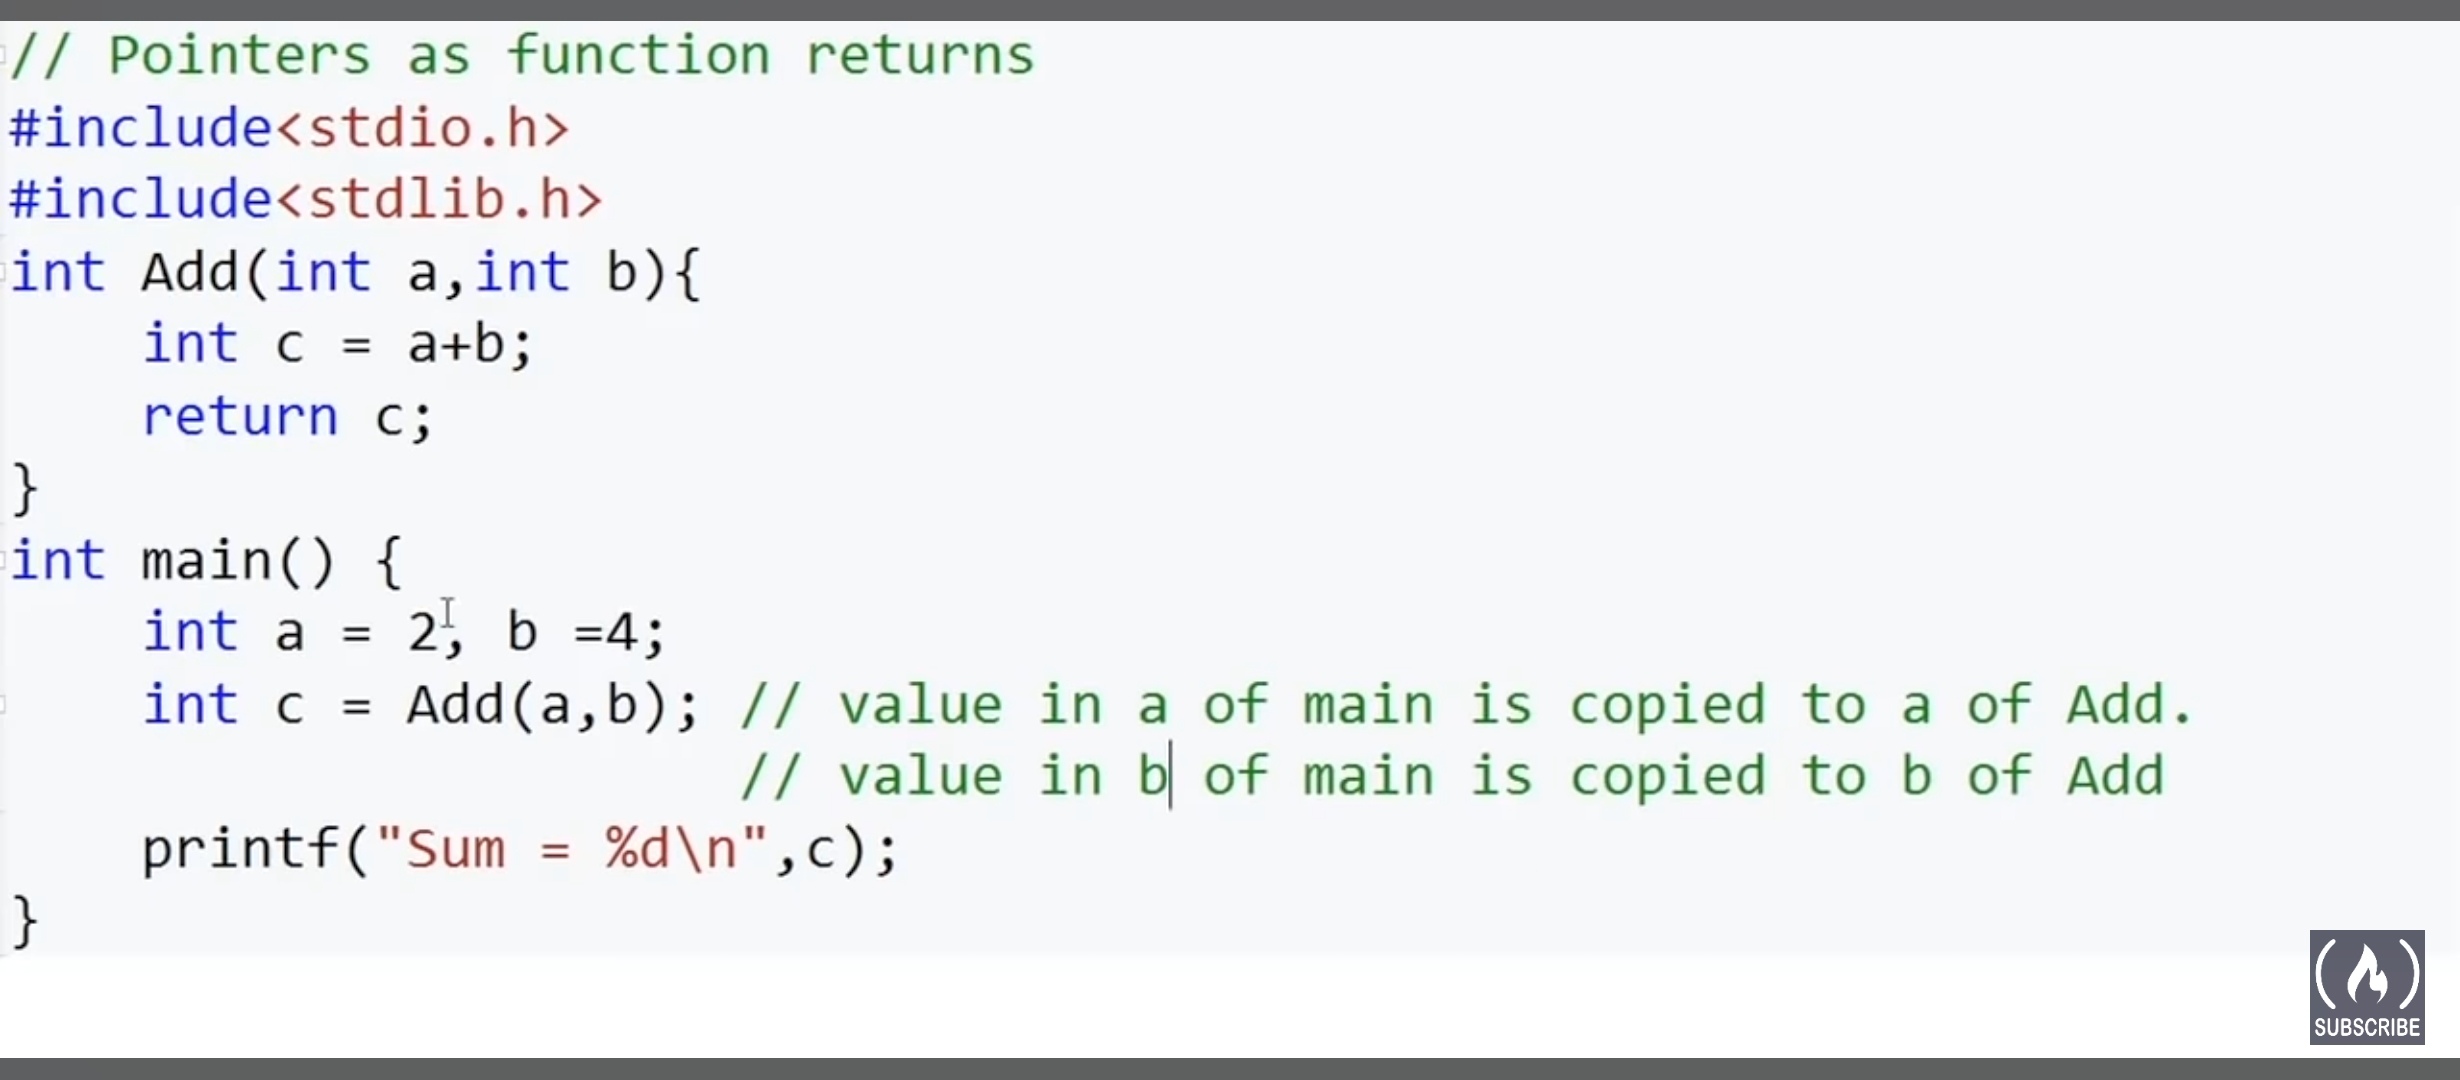 // Pointers as function returns
#include<stdio.h>
#include<stdlib.h>
int Add(int a,int b){
    int c = a+b;
    return c;
}
int main() {
    int a = 2, b =4;
    int c = Add(a,b); // value in a of main is copied to a of Add.
                      // value in b of main is copied to b of Add
    printf("Sum = %d\n",c);
}
SUBSCRIBE